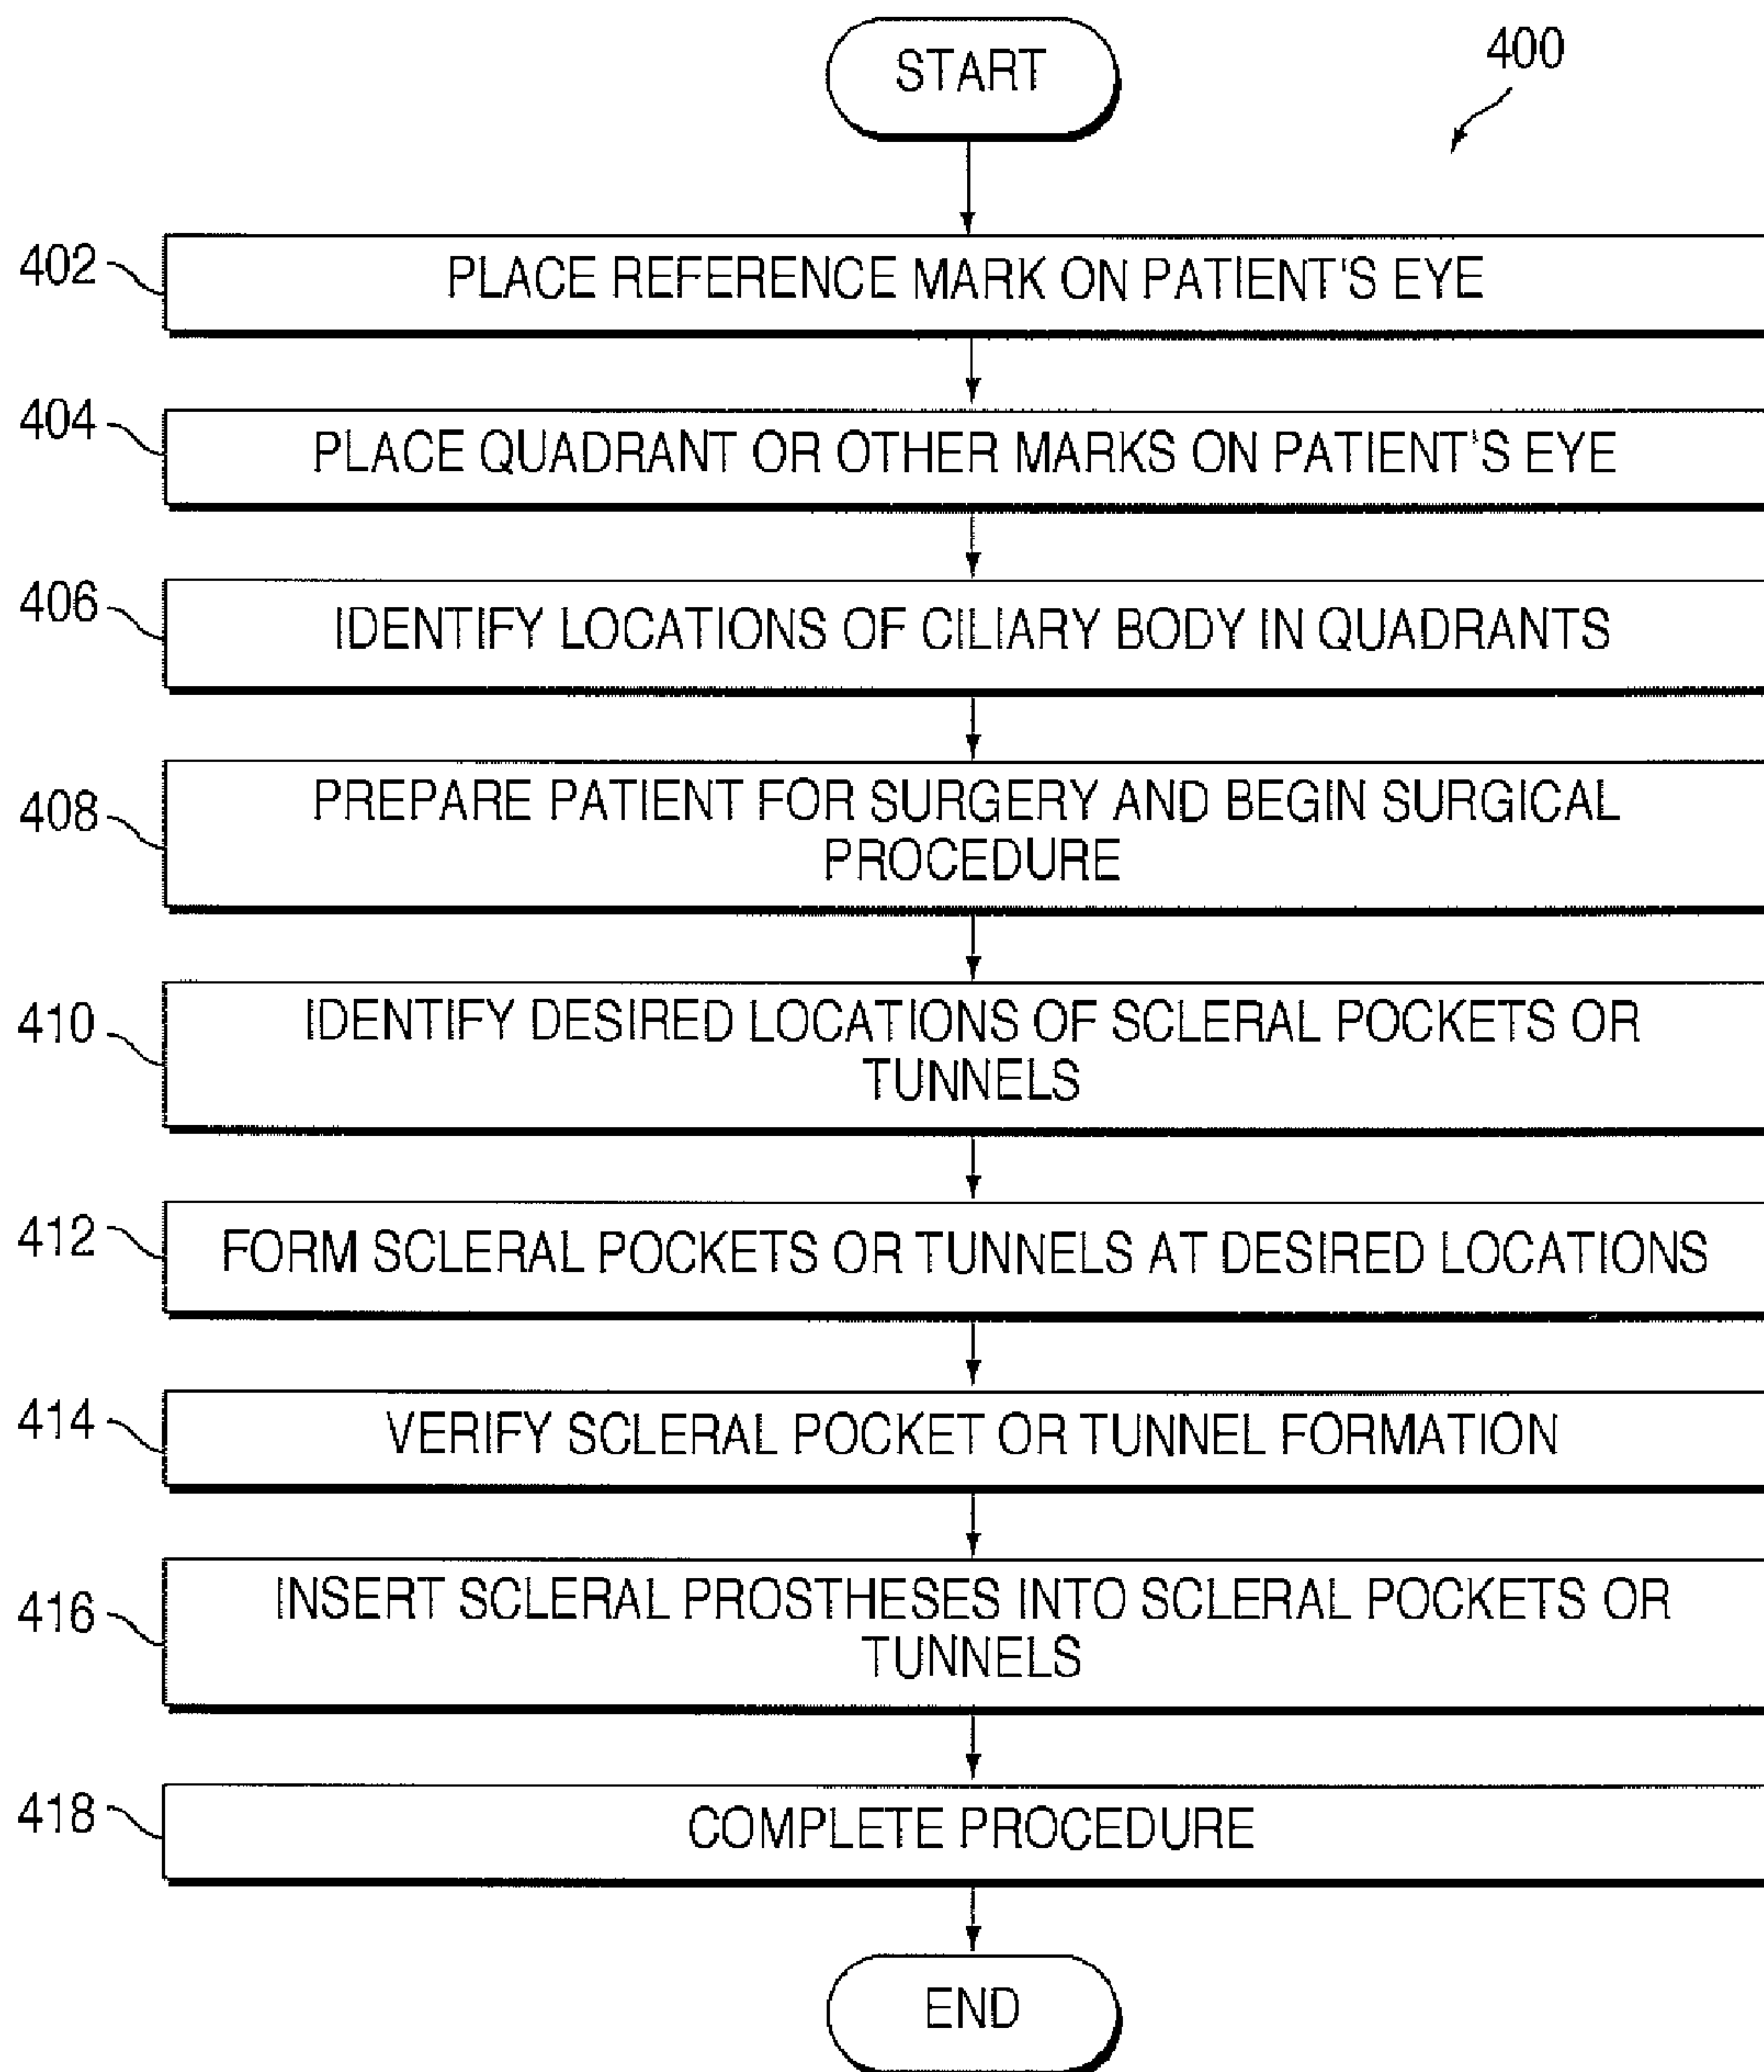 START
400
402
PLACE REFERENCE MARK ON PATIENT'S EYE
404
PLACE QUADRANT OR OTHER MARKS ON PATIENT'S EYE
406
IDENTIFY LOCATIONS OF CILIARY BODY IN QUADRANTS
408
PREPARE PATIENT FOR SURGERY AND BEGIN SURGICAL
PROCEDURE
410
IDENTIFY DESIRED LOCATIONS OF SCLERAL POCKETS OR
TUNNELS
412
FORM SCLERAL POCKETS OR TUNNELS AT DESIRED LOCATIONS
414
VERIFY SCLERAL POCKET OR TUNNEL FORMATION
416
INSERT SCLERAL PROSTHESES INTO SCLERAL POCKETS OR
TUNNELS
418
COMPLETE PROCEDURE
END